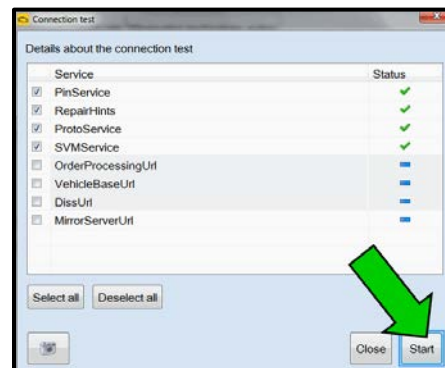 Connection test
Details about the connection test
Service Status
PinService
RepairHints
ProtoService
SVMService
OrderProcessingUrl
VehicleBaseUrl
DissUrl
MirrorServerUrl
Select all Deselect all
Close Start